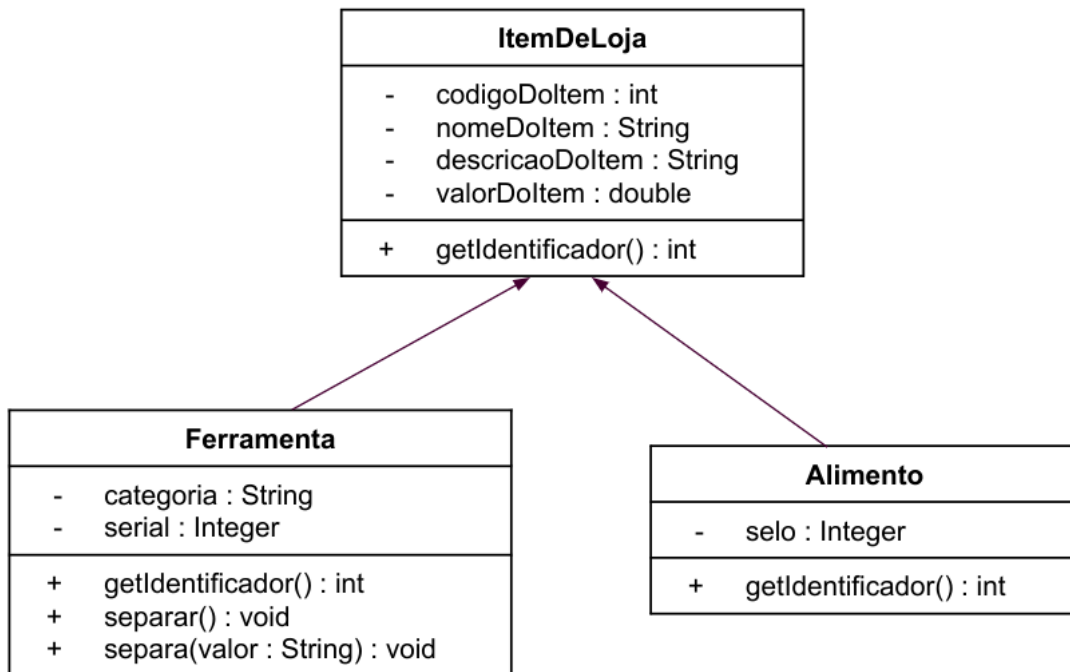 ItemDeLoja
- codigoDoItem : int
- nomeDoItem : String
- descricaoDoItem : String
- valorDoItem : double
+ getIdentificador() : int
Ferramenta
- categoria : String
- serial : Integer
+ getIdentificador() : int
+ separar() : void
+ separa(valor : String) : void
Alimento
- selo : Integer
+ getIdentificador() : int